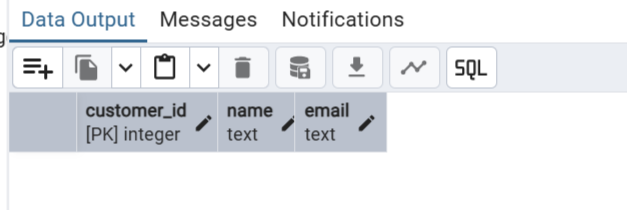 Data Output Messages Notifications
SQL
customer_id name email
[PK] integer text text